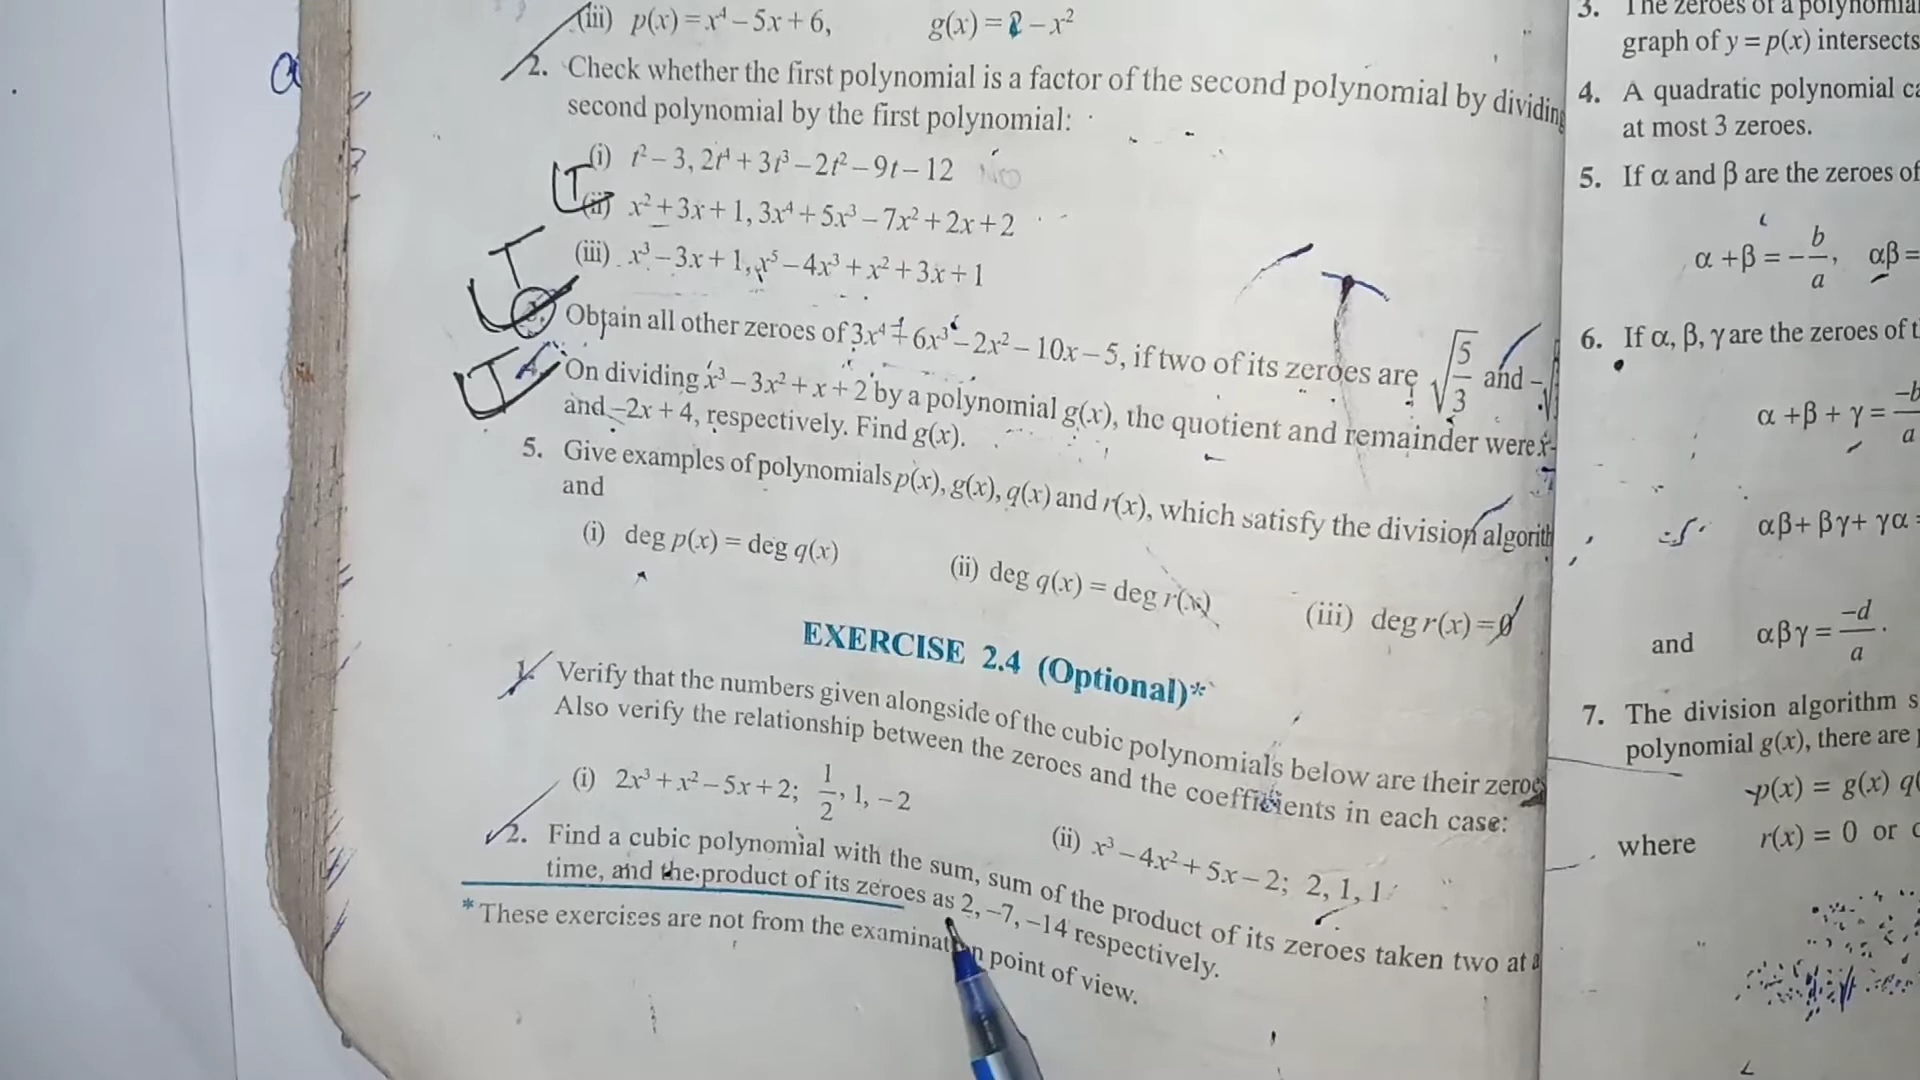 (iii) p(x) = x⁴ – 5x + 6, g(x) = 2 – x²
2. Check whether the first polynomial is a factor of the second polynomial by dividing
second polynomial by the first polynomial:
(i) t² – 3, 2t⁴ + 3t³ – 2t² – 9t – 12 No
(ii) x² + 3x + 1, 3x⁴ + 5x³ – 7x² + 2x + 2
(iii) x³ – 3x + 1, x⁵ – 4x³ + x² + 3x + 1
3. Obtain all other zeroes of 3x⁴ + 6x³ – 2x² – 10x – 5, if two of its zeroes are √5/3 and –√
4. On dividing x³ – 3x² + x + 2 by a polynomial g(x), the quotient and remainder were x –
and –2x + 4, respectively. Find g(x).
5. Give examples of polynomials p(x), g(x), q(x) and r(x), which satisfy the division algorith
and
(i) deg p(x) = deg q(x) (ii) deg q(x) = deg r(x) (iii) deg r(x) = 0
EXERCISE 2.4 (Optional)*
1. Verify that the numbers given alongside of the cubic polynomials below are their zeroes
Also verify the relationship between the zeroes and the coefficients in each case:
(i) 2x³ + x² – 5x + 2; 1/2, 1, –2 (ii) x³ – 4x² + 5x – 2; 2, 1, 1
2. Find a cubic polynomial with the sum, sum of the product of its zeroes taken two at a
time, and the product of its zeroes as 2, –7, –14 respectively.
*These exercises are not from the examination point of view.
3. The zeroes of a polynomia
graph of y = p(x) intersects
4. A quadratic polynomial ca
at most 3 zeroes.
5. If α and β are the zeroes of
α + β = –b/a, αβ =
6. If α, β, γ are the zeroes of t
α + β + γ = –b/a
αβ + βγ + γα =
and αβγ = –d/a.
7. The division algorithm s
polynomial g(x), there are
p(x) = g(x) q(
where r(x) = 0 or